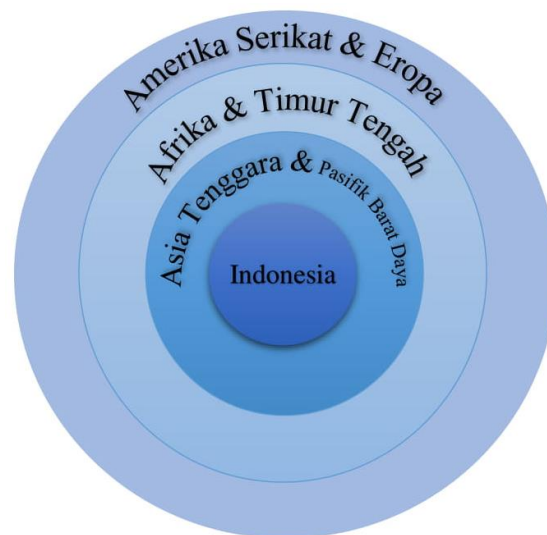 Amerika Serikat & Eropa
Afrika & Timur Tengah
Asia Tenggara & Pasifik Barat Daya
Indonesia